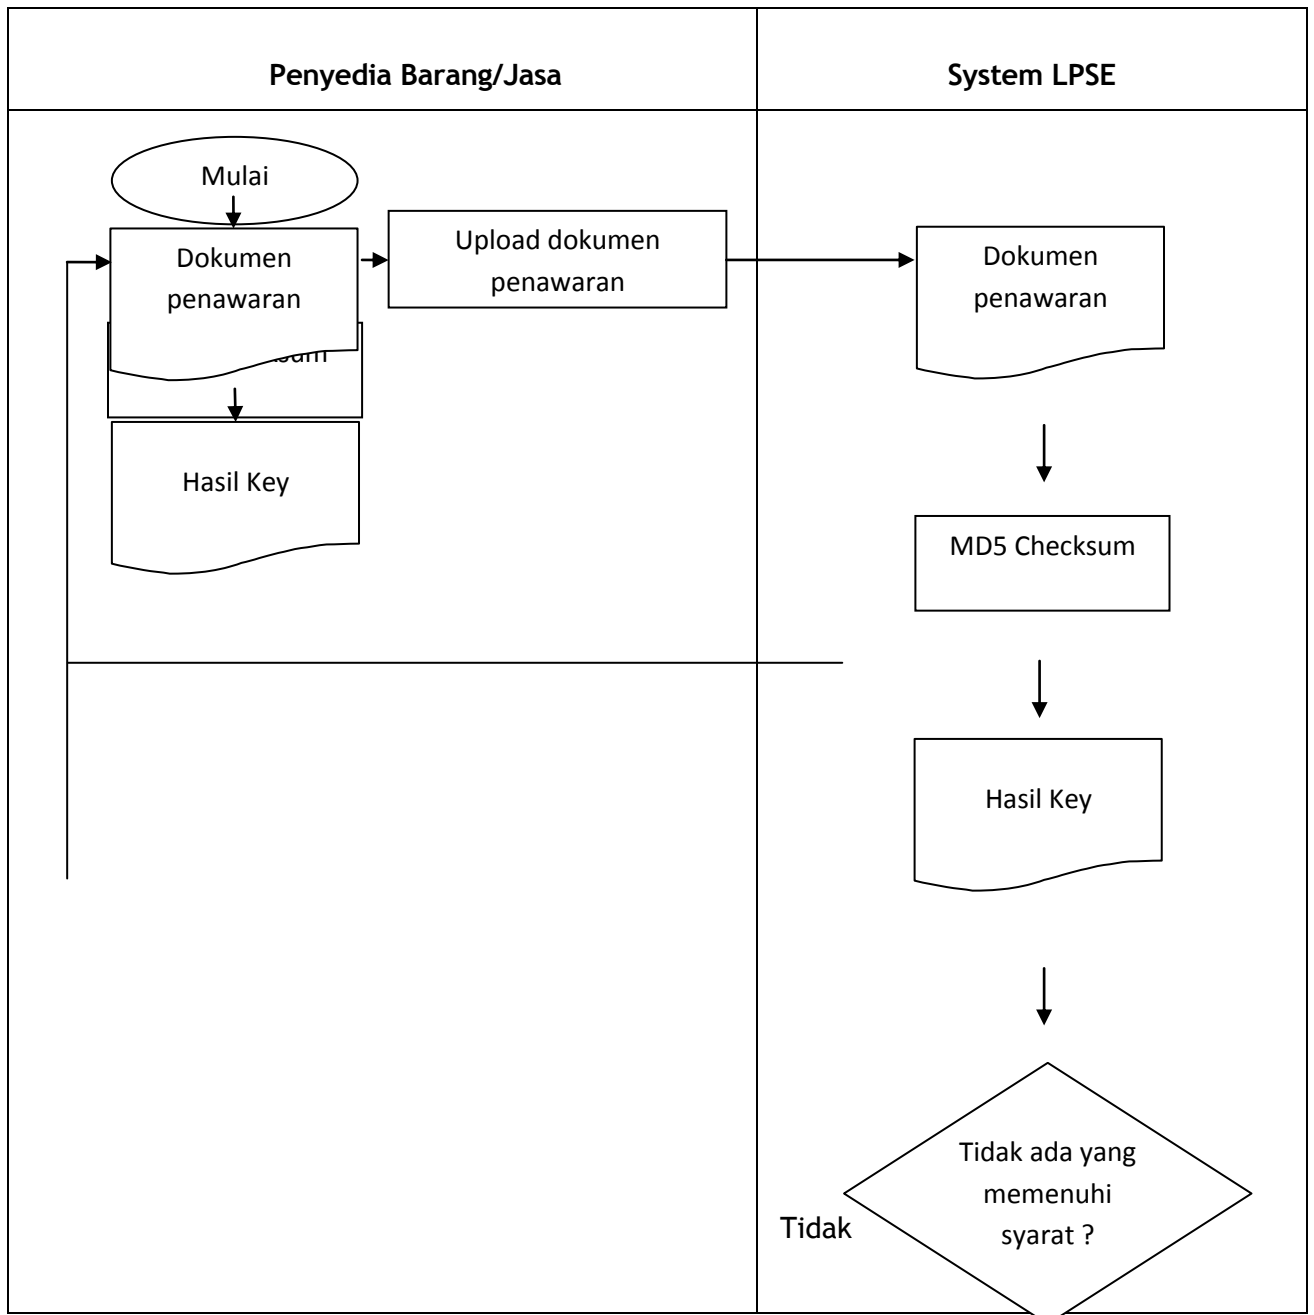 Penyedia Barang/Jasa
System LPSE
Mulai
Dokumen
penawaran
Upload dokumen
penawaran
Dokumen
penawaran
Hasil Key
MD5 Checksum
Hasil Key
Tidak ada yang
memenuhi
syarat ?
Tidak